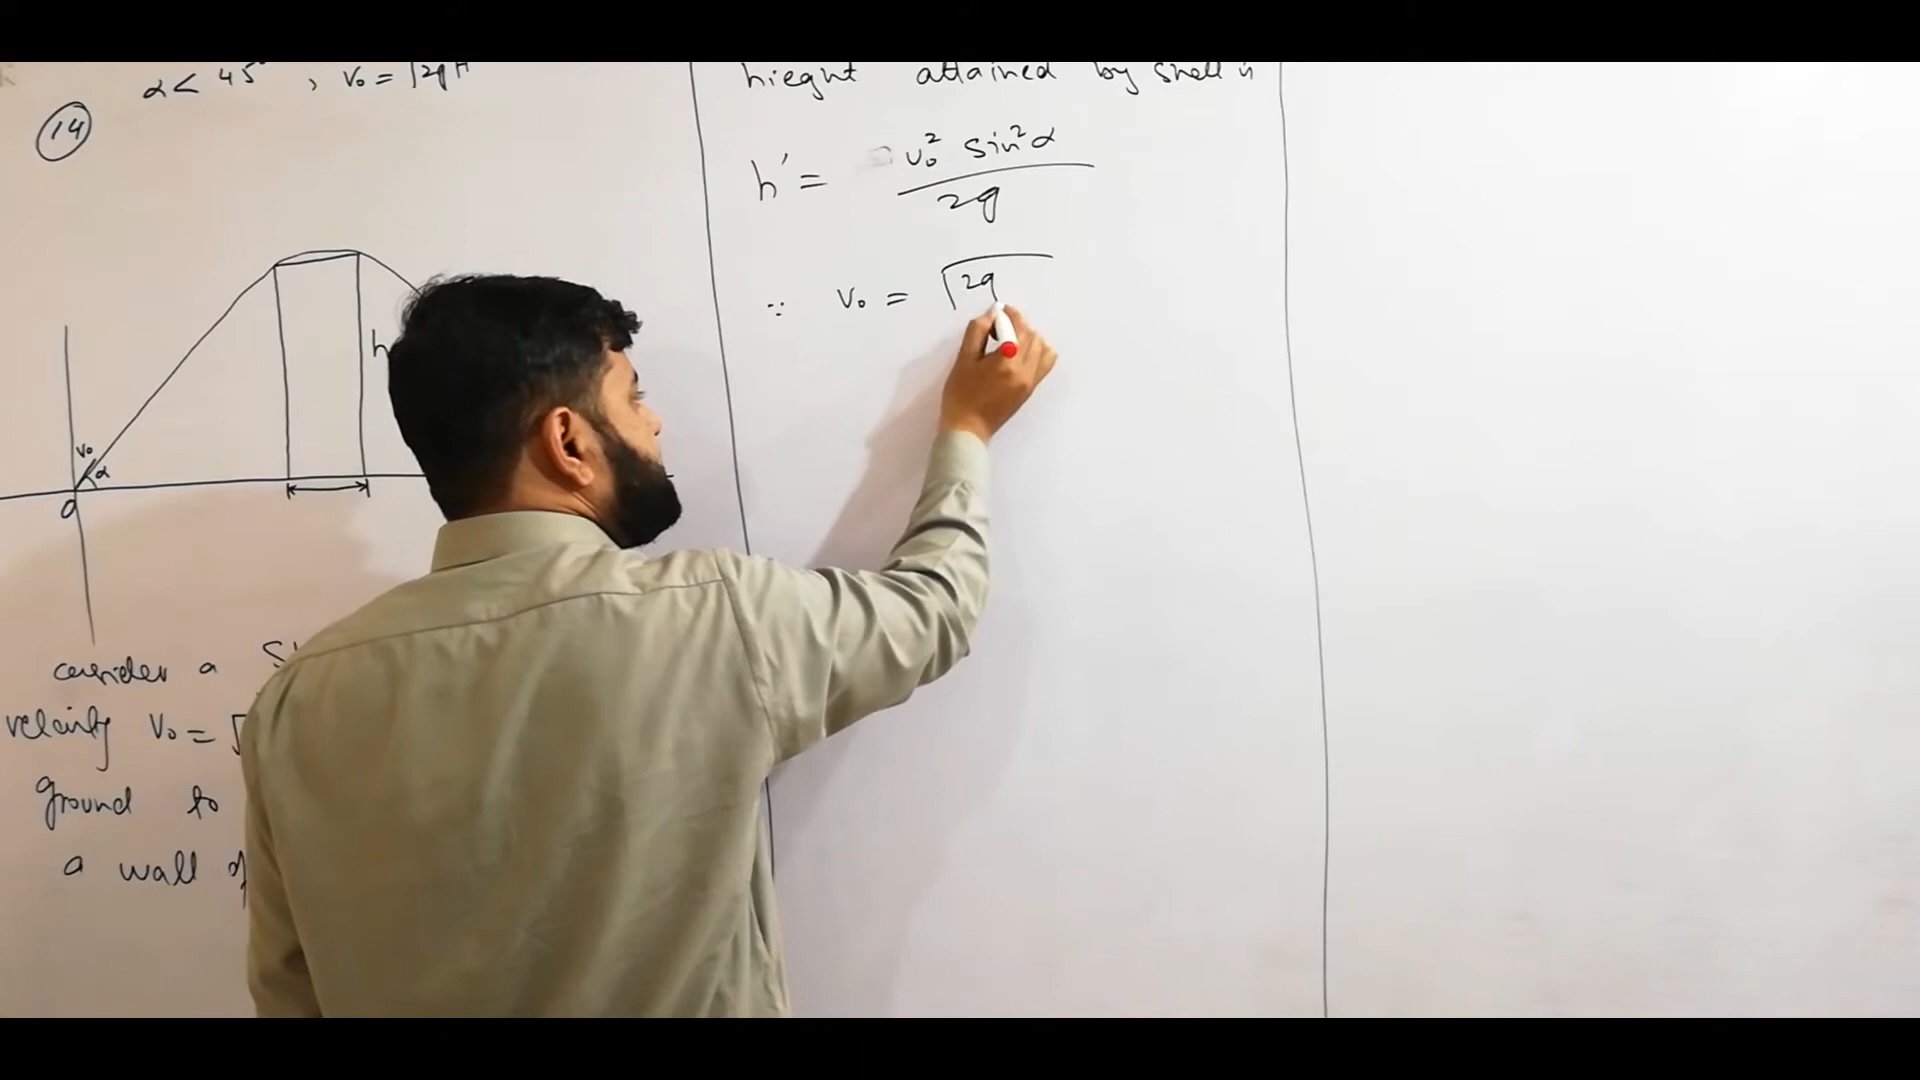 α < 45° , v₀ = √2gH
14
h
v₀
α
O
consider a
velcity v₀ = √
ground to
a wall of
hieght attained by shell is
h' = v₀² sin²α / 2g
∵ v₀ = √2g